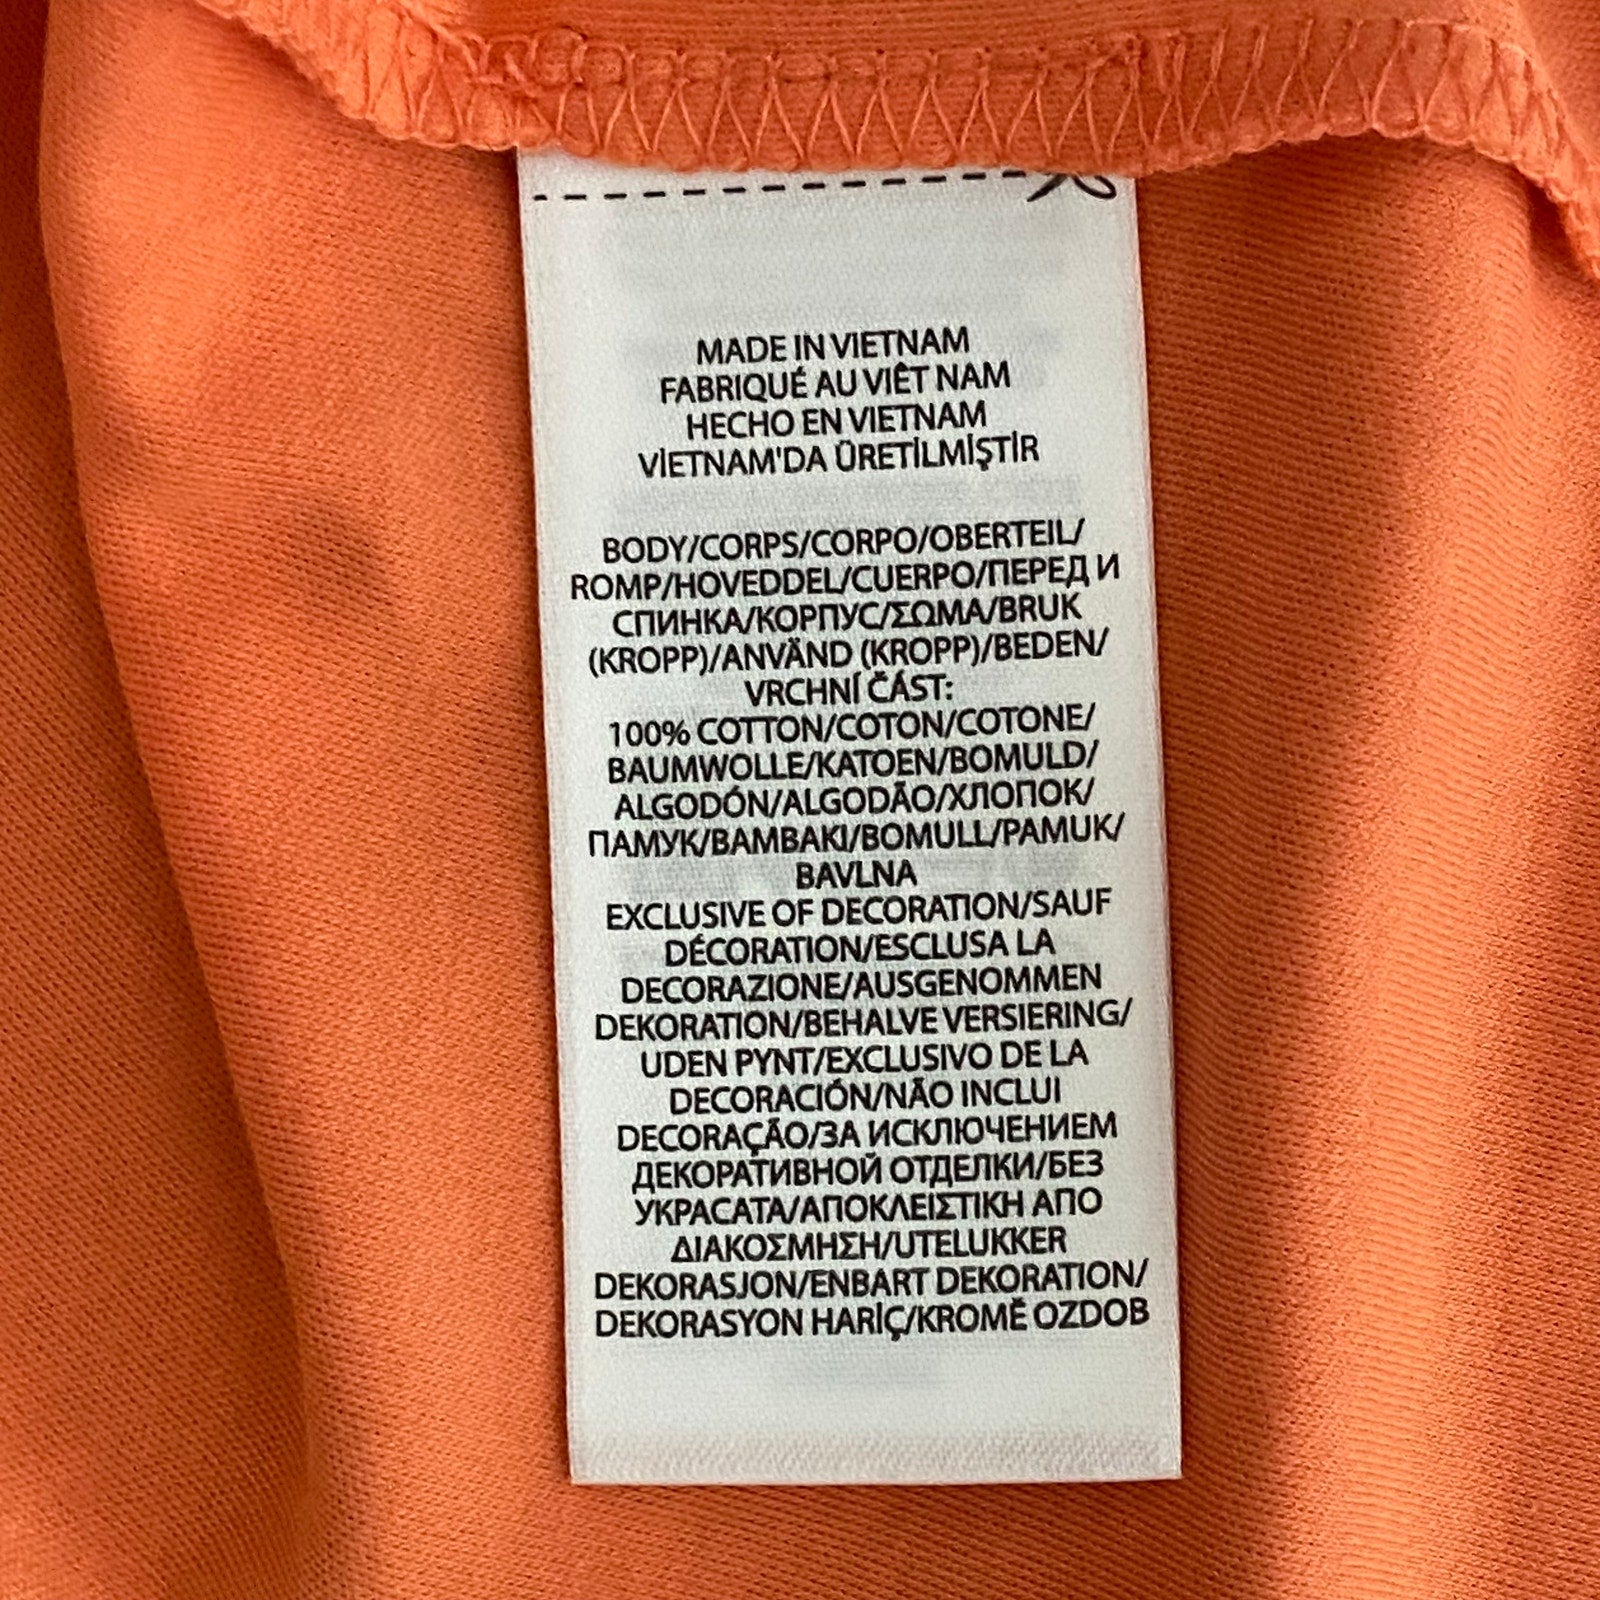 MADE IN VIETNAM
FABRIQUÉ AU VIÊT NAM
HECHO EN VIETNAM
VİETNAM'DA ÜRETİLMİŞTİR
BODY/CORPS/CORPO/OBERTEIL/
ROMP/HOVEDDEL/CUERPO/ПЕРЕД И
СПИНКА/КОРПУС/ΣΩΜΑ/BRUK
(KROPP)/ANVÄND (KROPP)/BEDEN/
VRCHNÍ ČÁST:
100% COTTON/COTON/COTONE/
BAUMWOLLE/KATOEN/BOMULD/
ALGODÓN/ALGODÃO/ХЛОПОК/
ПАМУК/ΒΑΜΒΑΚΙ/BOMULL/PAMUK/
BAVLNA
EXCLUSIVE OF DECORATION/SAUF
DÉCORATION/ESCLUSA LA
DECORAZIONE/AUSGENOMMEN
DEKORATION/BEHALVE VERSIERING/
UDEN PYNT/EXCLUSIVO DE LA
DECORACIÓN/NÃO INCLUI
DECORAÇÃO/ЗА ИСКЛЮЧЕНИЕМ
ДЕКОРАТИВНОЙ ОТДЕЛКИ/БЕЗ
УКРАСАТА/ΑΠΟΚΛΕΙΣΤΙΚΗ ΑΠΟ
ΔΙΑΚΟΣΜΗΣΗ/UTELUKKER
DEKORASJON/ENBART DEKORATION/
DEKORASYON HARİÇ/KROMĚ OZDOB